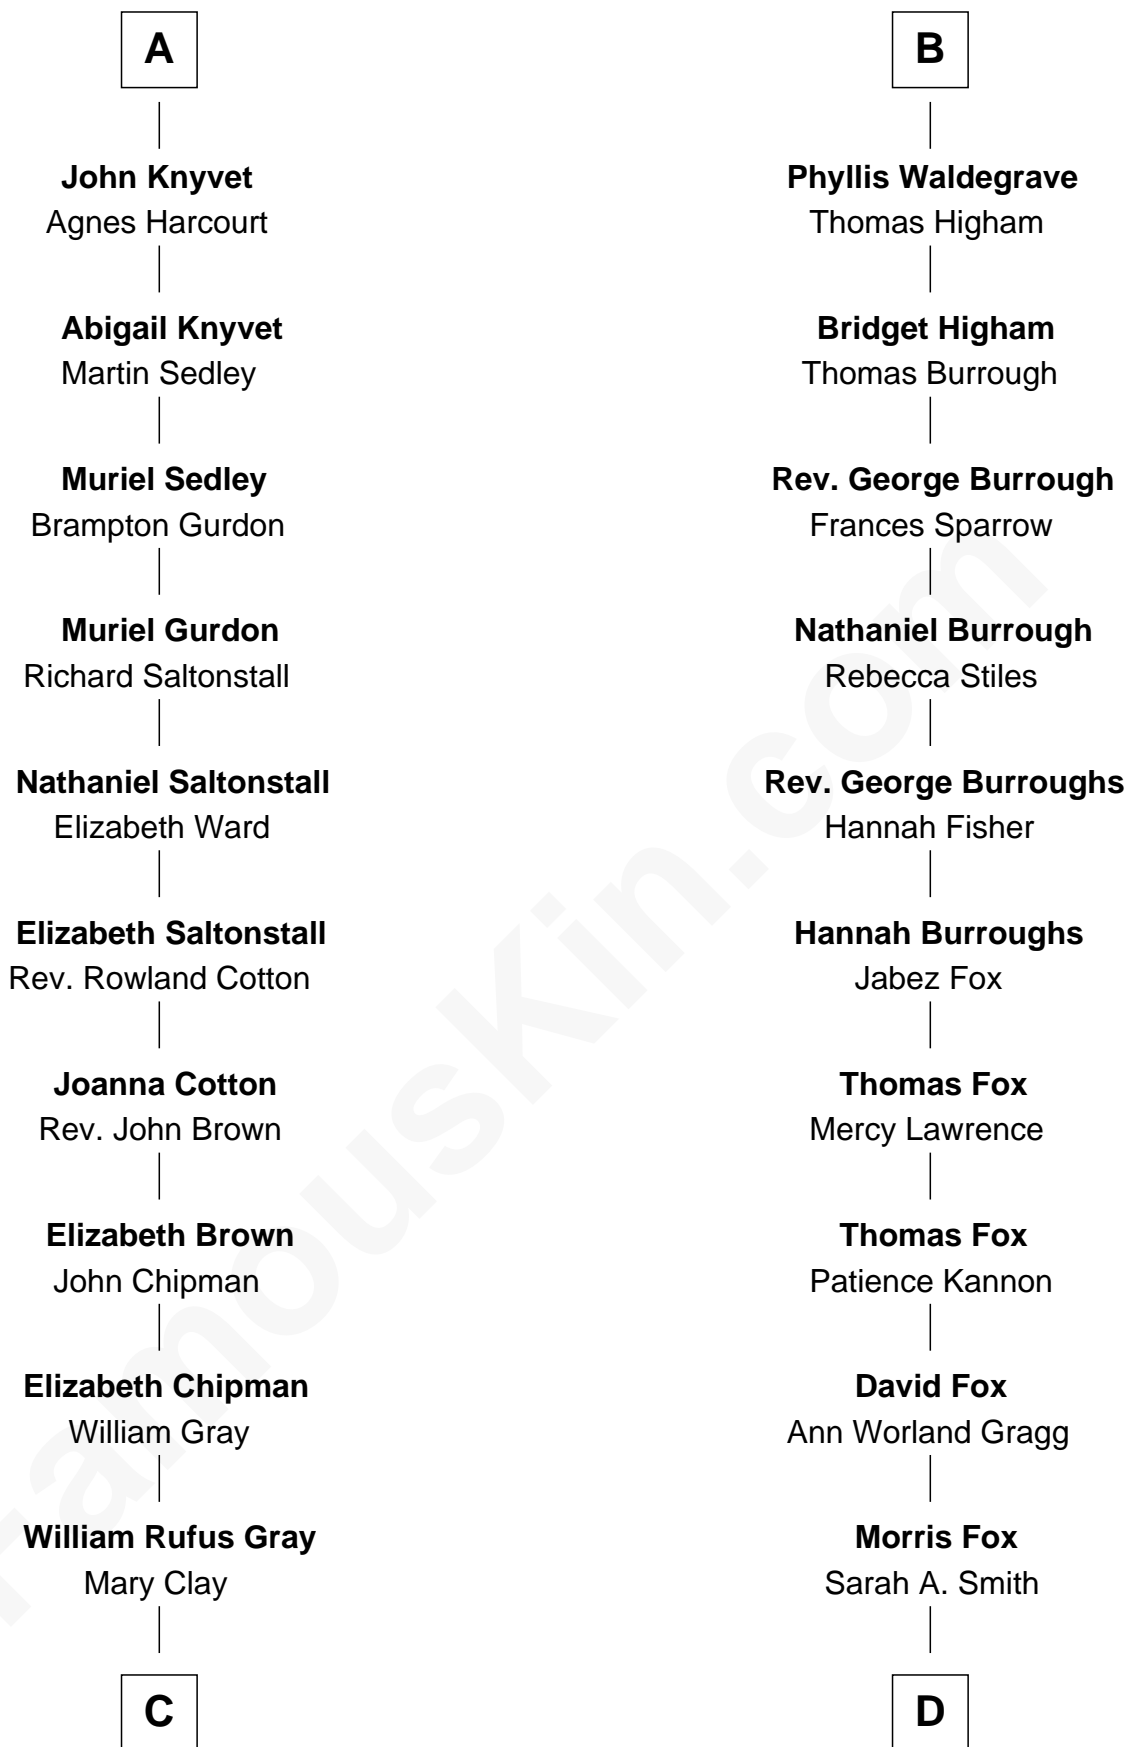 A
John Knyvet
Agnes Harcourt
Abigail Knyvet
Martin Sedley
Muriel Sedley
Brampton Gurdon
Muriel Gurdon
Richard Saltonstall
Nathaniel Saltonstall
Elizabeth Ward
Elizabeth Saltonstall
Rev. Rowland Cotton
Joanna Cotton
Rev. John Brown
Elizabeth Brown
John Chipman
Elizabeth Chipman
William Gray
William Rufus Gray
Mary Clay
C
B
Phyllis Waldegrave
Thomas Higham
Bridget Higham
Thomas Burrough
Rev. George Burrough
Frances Sparrow
Nathaniel Burrough
Rebecca Stiles
Rev. George Burroughs
Hannah Fisher
Hannah Burroughs
Jabez Fox
Thomas Fox
Mercy Lawrence
Thomas Fox
Patience Kannon
David Fox
Ann Worland Gragg
Morris Fox
Sarah A. Smith
D
FamousKin.com